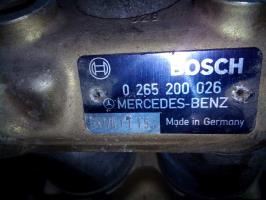 BOSCH
0 265 200 026
MERCEDES-BENZ
Made in Germany